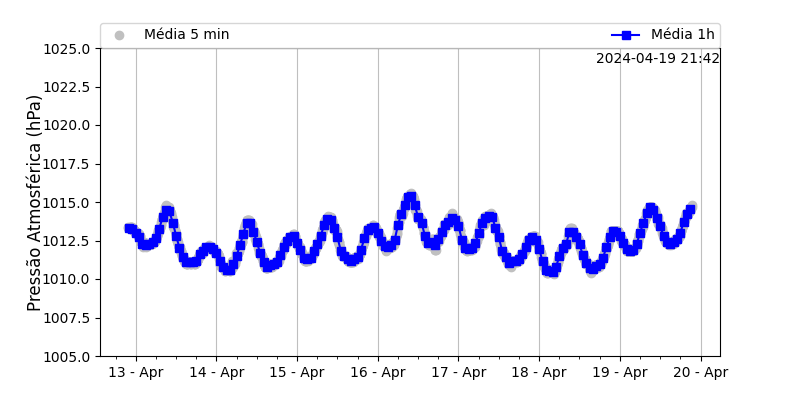 Média 5 min
Média 1h
2024-04-19 21:42
Pressão Atmosférica (hPa)
1025.0
1022.5
1020.0
1017.5
1015.0
1012.5
1010.0
1007.5
1005.0
13 - Apr
14 - Apr
15 - Apr
16 - Apr
17 - Apr
18 - Apr
19 - Apr
20 - Apr